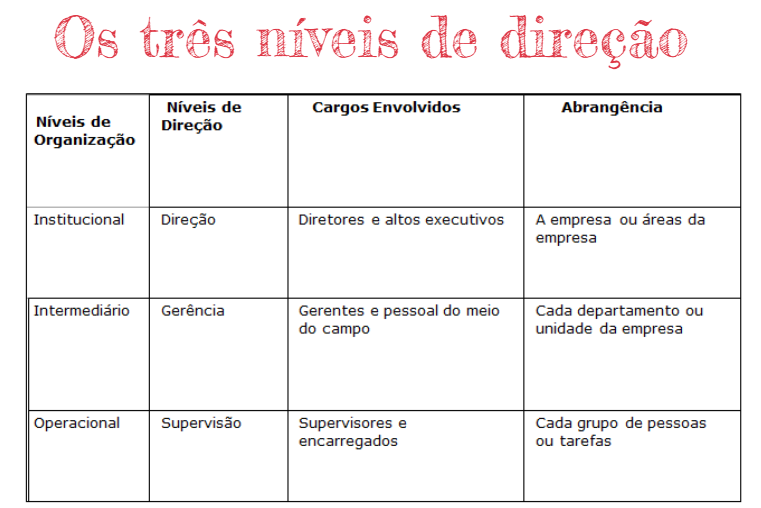 Os três níveis de direção
Níveis de Organização
Níveis de Direção
Cargos Envolvidos
Abrangência
Institucional
Direção
Diretores e altos executivos
A empresa ou áreas da
empresa
Intermediário
Gerência
Gerentes e pessoal do meio
do campo
Cada departamento ou
unidade da empresa
Operacional
Supervisão
Supervisores e
encarregados
Cada grupo de pessoas
ou tarefas